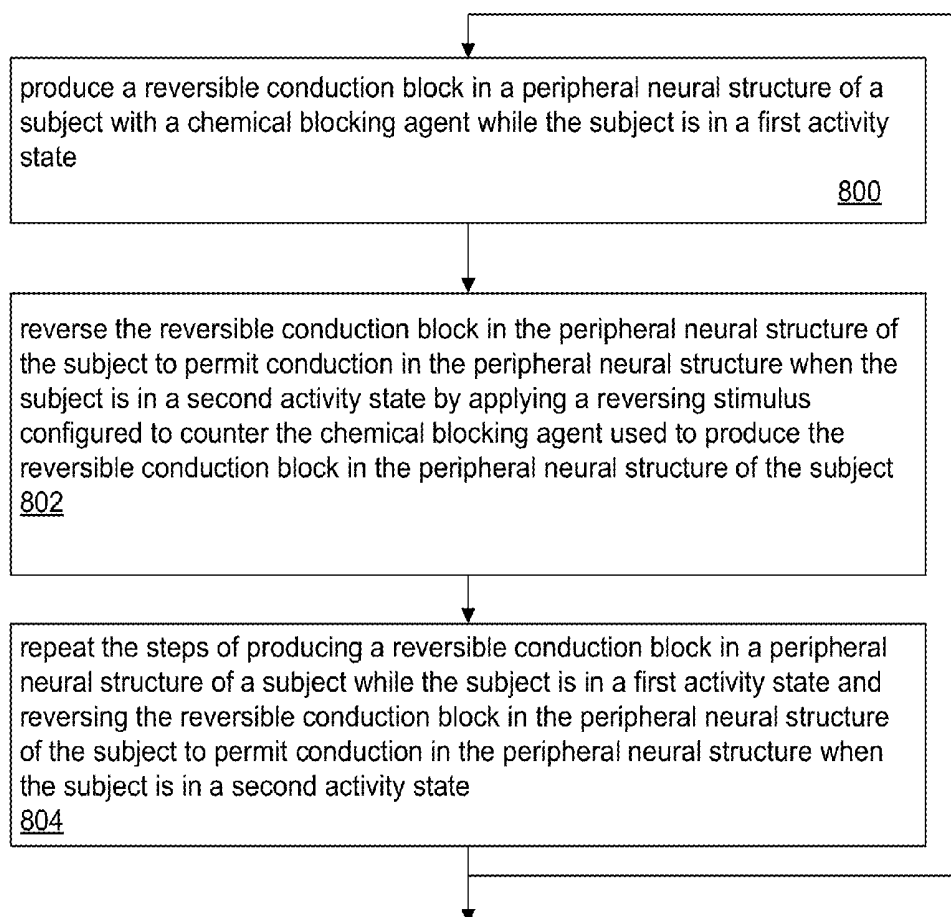 produce a reversible conduction block in a peripheral neural structure of a
subject with a chemical blocking agent while the subject is in a first activity
state
800
reverse the reversible conduction block in the peripheral neural structure of
the subject to permit conduction in the peripheral neural structure when the
subject is in a second activity state by applying a reversing stimulus
configured to counter the chemical blocking agent used to produce the
reversible conduction block in the peripheral neural structure of the subject
802
repeat the steps of producing a reversible conduction block in a peripheral
neural structure of a subject while the subject is in a first activity state and
reversing the reversible conduction block in the peripheral neural structure
of the subject to permit conduction in the peripheral neural structure when
the subject is in a second activity state
804